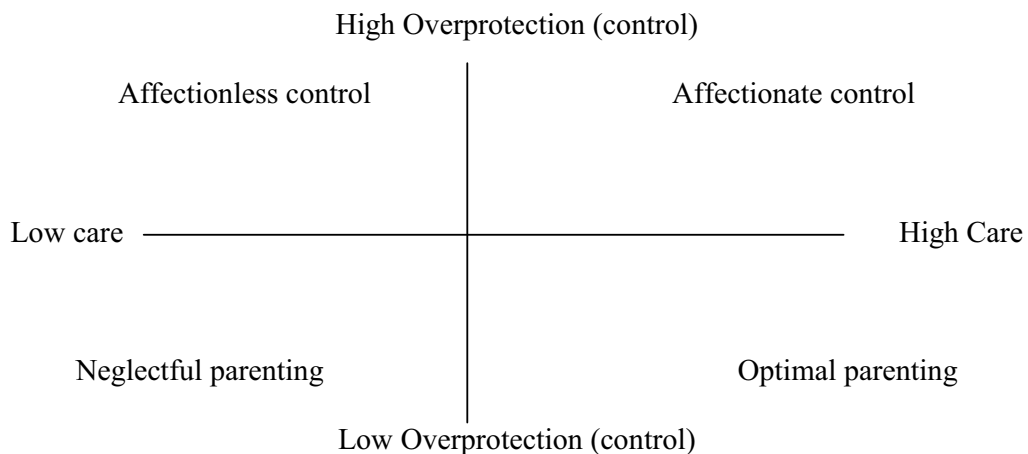 High Overprotection (control)
Affectionless control
Affectionate control
Low care
High Care
Neglectful parenting
Optimal parenting
Low Overprotection (control)